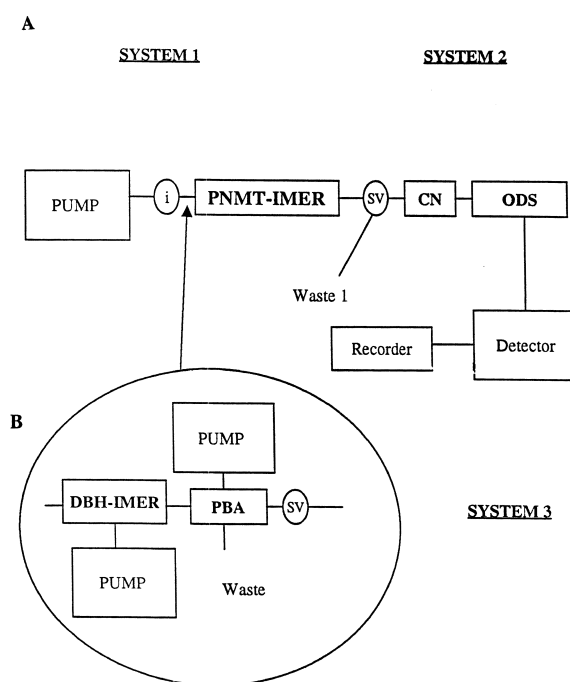 A
SYSTEM 1
SYSTEM 2
PUMP
i
PNMT-IMER
SV
CN
ODS
Waste 1
Recorder
Detector
B
PUMP
DBH-IMER
PBA
SV
SYSTEM 3
PUMP
Waste